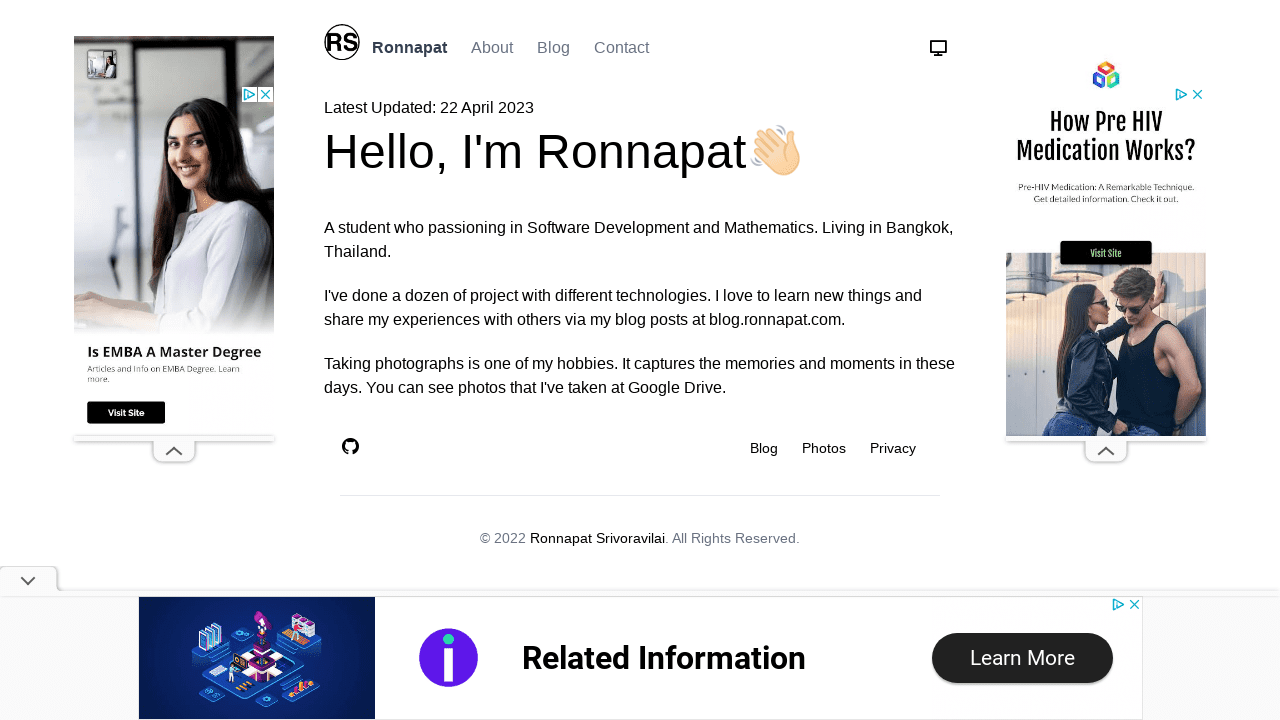 RS
Ronnapat About Blog Contact
Latest Updated: 22 April 2023
Hello, I'm Ronnapat👋🏻
A student who passioning in Software Development and Mathematics. Living in Bangkok,
Thailand.
I've done a dozen of project with different technologies. I love to learn new things and
share my experiences with others via my blog posts at blog.ronnapat.com.
Taking photographs is one of my hobbies. It captures the memories and moments in these
days. You can see photos that I've taken at Google Drive.
Blog Photos Privacy
© 2022 Ronnapat Srivoravilai. All Rights Reserved.
Is EMBA A Master Degree
Articles and Info on EMBA Degree. Learn
more.
Visit Site
How Pre HIV
Medication Works?
Pre-HIV Medication: A Remarkable Technique.
Get detailed information. Check it out.
Visit Site
Related Information
Learn More